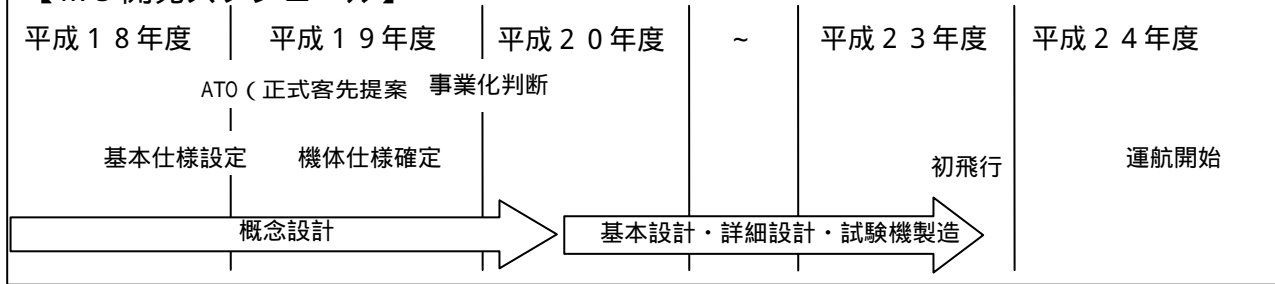 平成18年度 平成19年度 平成20年度 ~ 平成23年度 平成24年度
ATO(正式客先提案 事業化判断
基本仕様設定 機体仕様確定 初飛行 運航開始
概念設計 基本設計・詳細設計・試験機製造